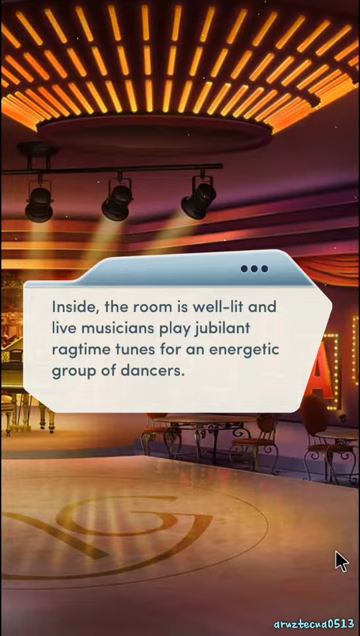 Inside, the room is well-lit and
live musicians play jubilant
ragtime tunes for an energetic
group of dancers.
A
aruztecna0513